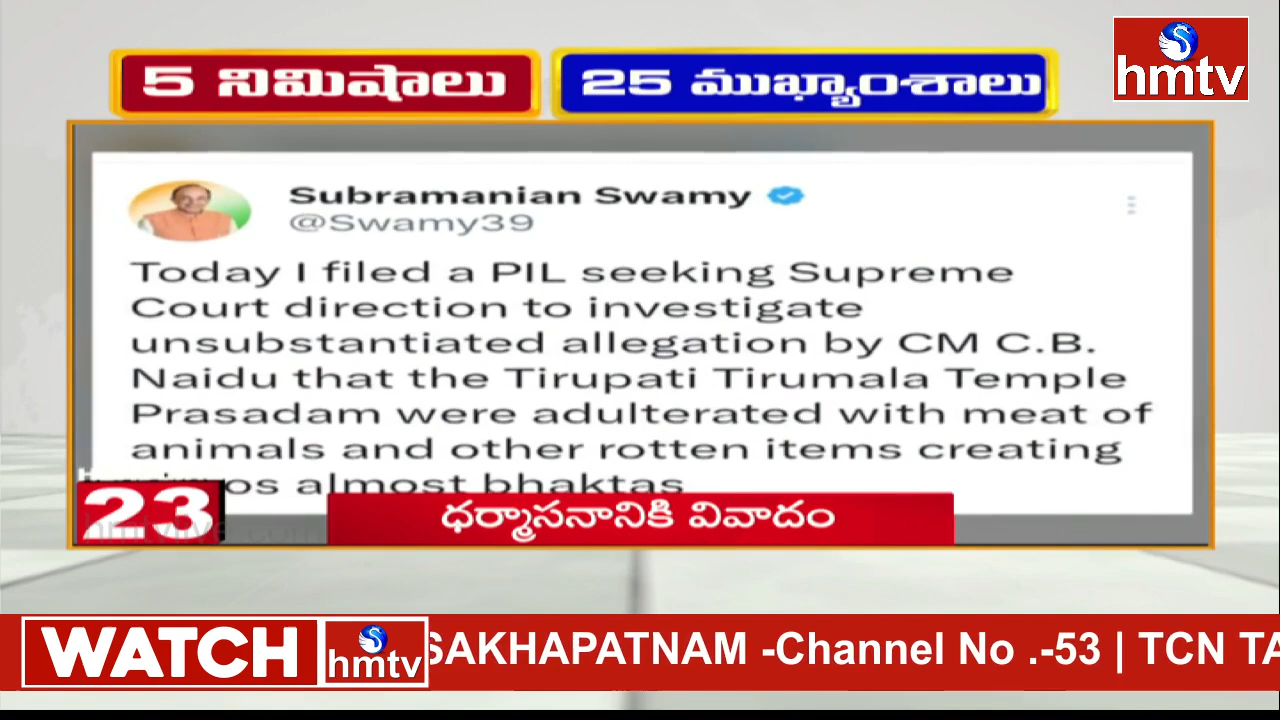 5 నిమిషాలు
25 ముఖ్యాంశాలు
hmtv
Subramanian Swamy
@Swamy39
Today I filed a PIL seeking Supreme
Court direction to investigate
unsubstantiated allegation by CM C.B.
Naidu that the Tirupati Tirumala Temple
Prasadam were adulterated with meat of
animals and other rotten items creating
almost bhaktas
23
ధర్మాసనానికి వివాదం
WATCH
hmtv
SAKHAPATNAM -Channel No .-53 | TCN TA